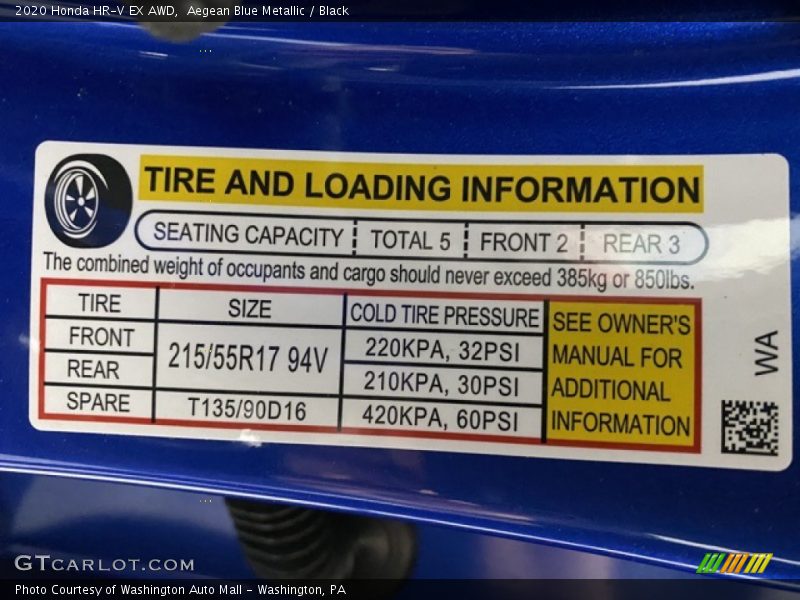 2020 Honda HR-V EX AWD, Aegean Blue Metallic / Black
TIRE AND LOADING INFORMATION
SEATING CAPACITY TOTAL 5 FRONT 2 REAR 3
The combined weight of occupants and cargo should never exceed 385kg or 850lbs.
TIRE SIZE COLD TIRE PRESSURE
FRONT 215/55R17 94V 220KPA, 32PSI
REAR 210KPA, 30PSI
SPARE T135/90D16 420KPA, 60PSI
SEE OWNER'S
MANUAL FOR
ADDITIONAL
INFORMATION
WA
GTCARLOT.COM
Photo Courtesy of Washington Auto Mall - Washington, PA